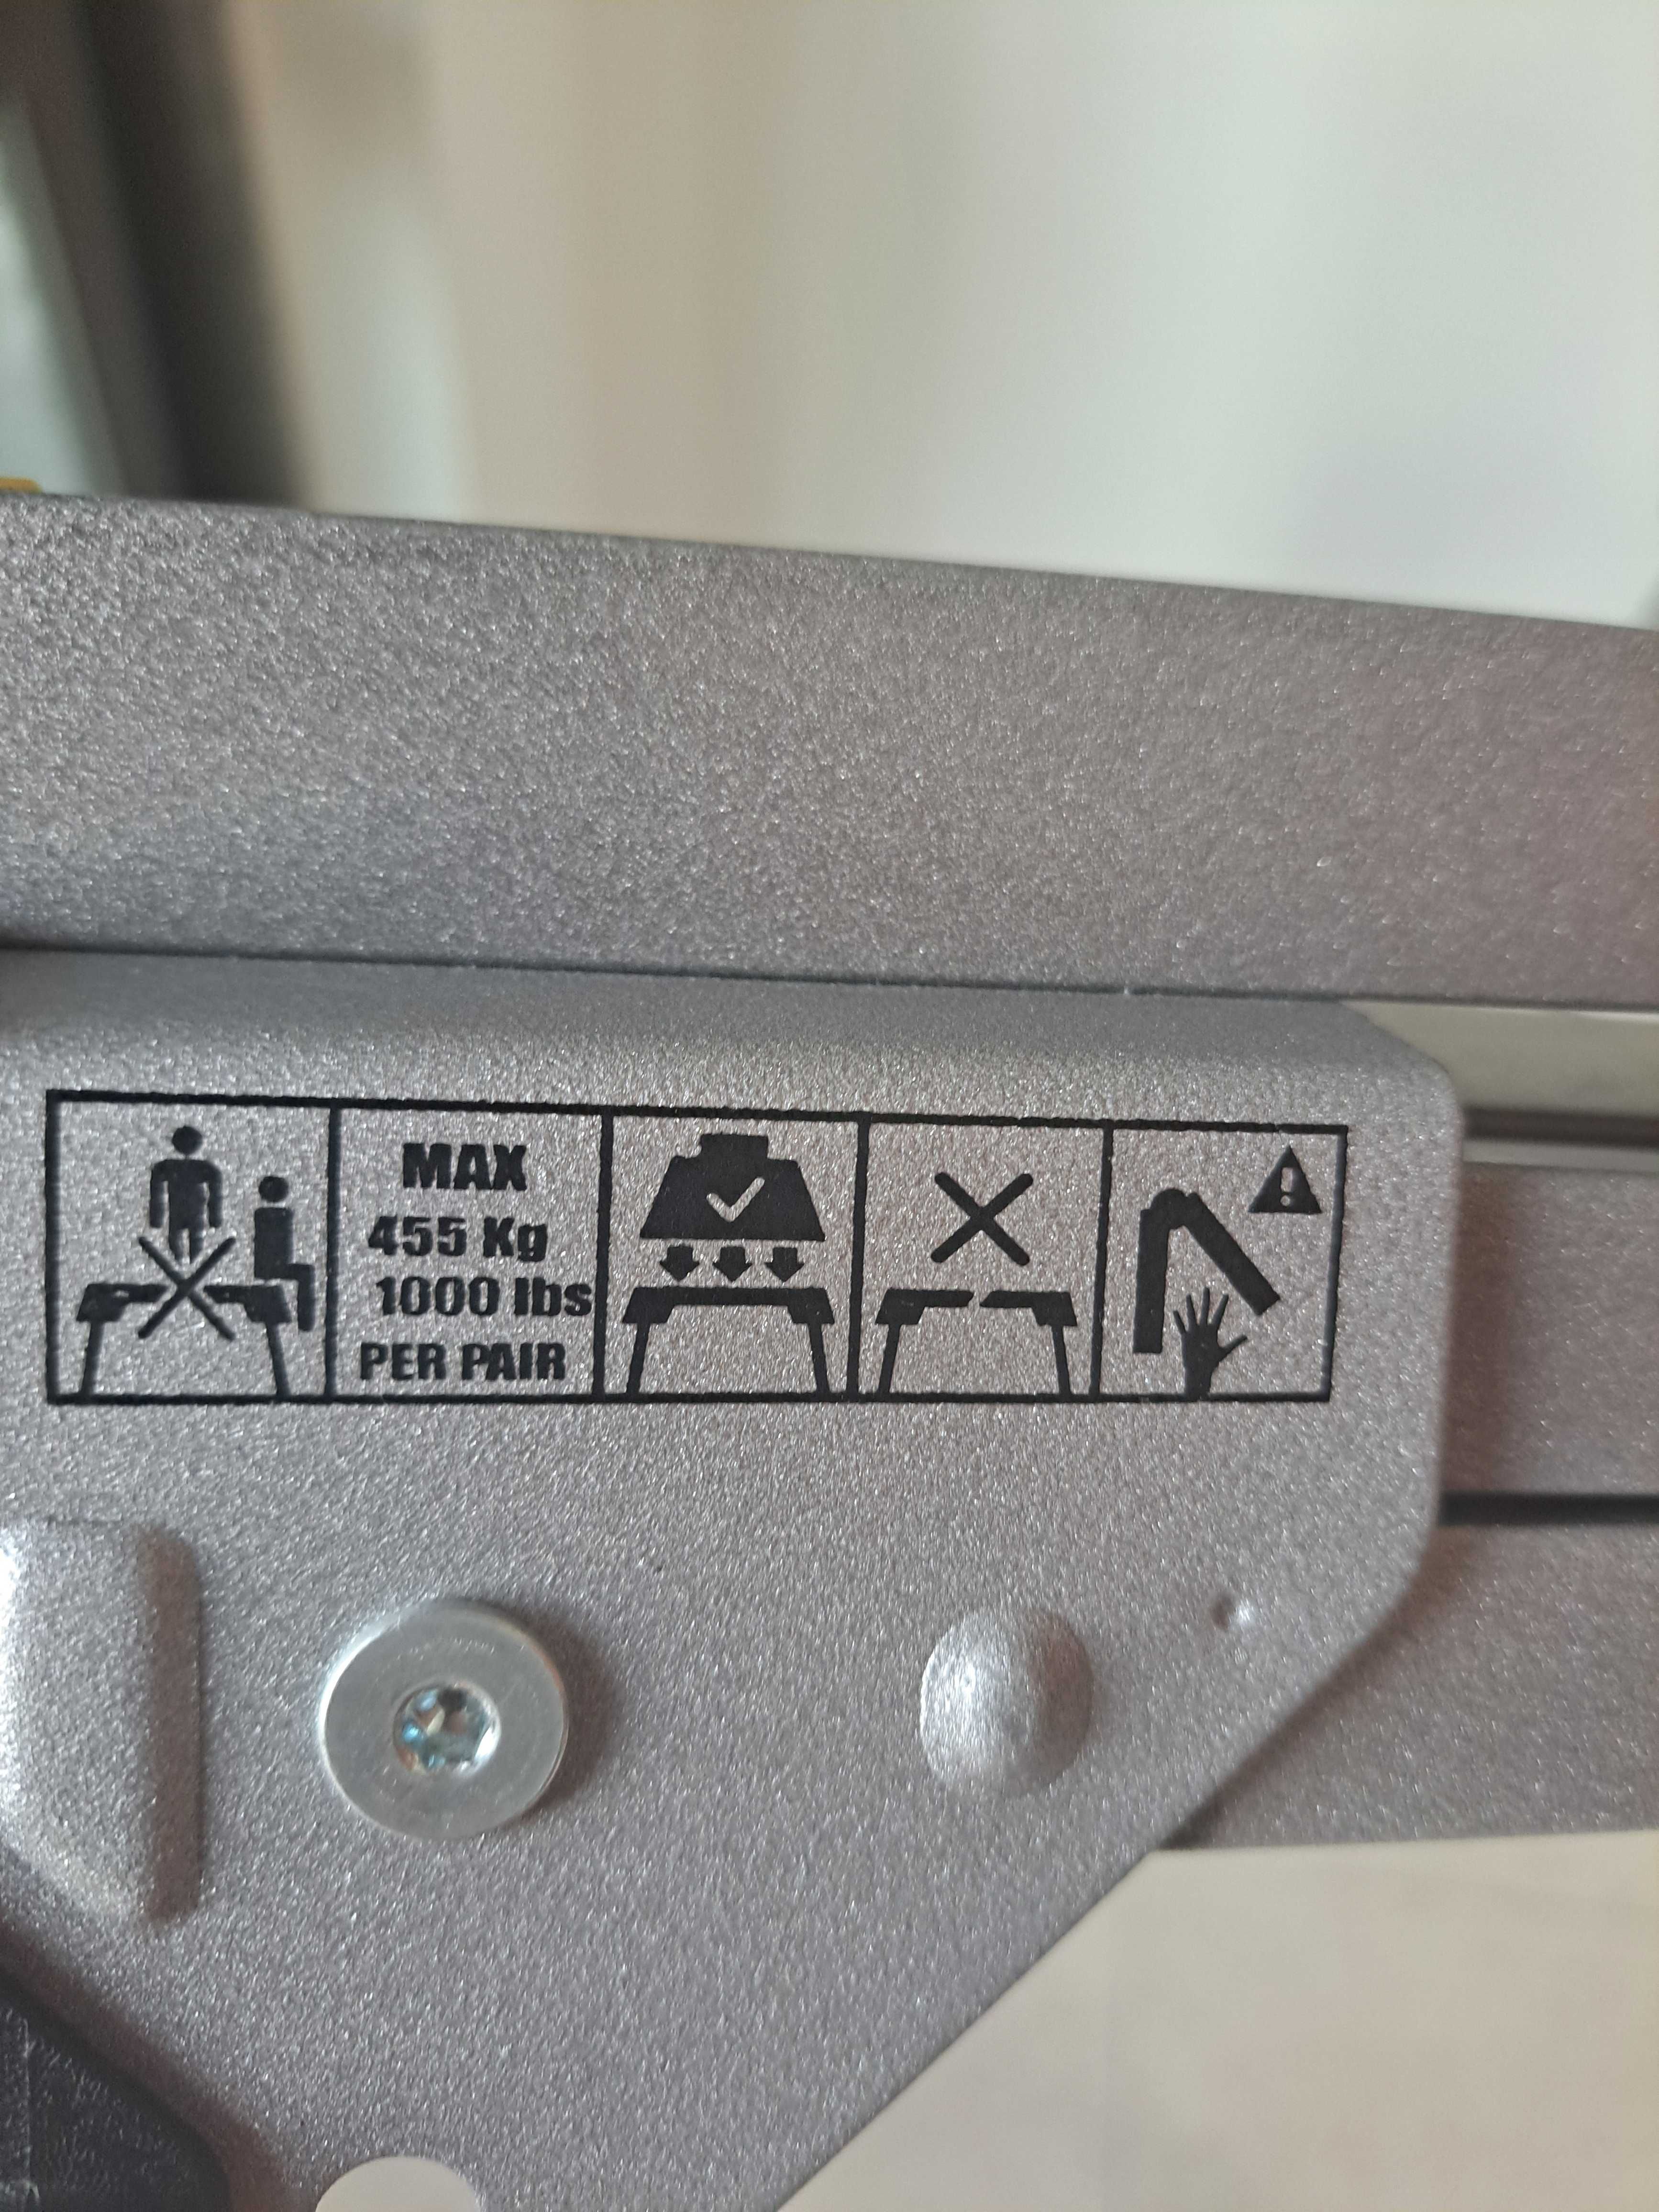 MAX
455 Kg
1000 lbs
PER PAIR